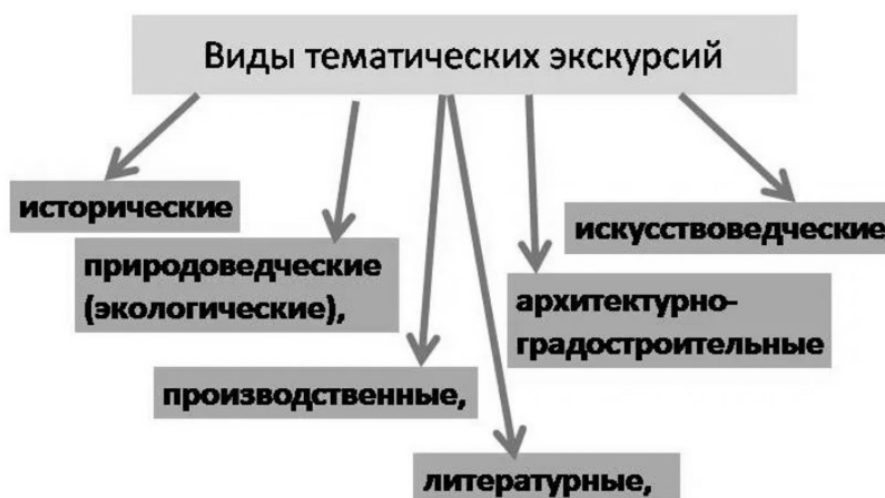 Виды тематических экскурсий
исторические
природоведческие
(экологические),
производственные,
литературные,
архитектурно-
градостроительные
искусствоведческие